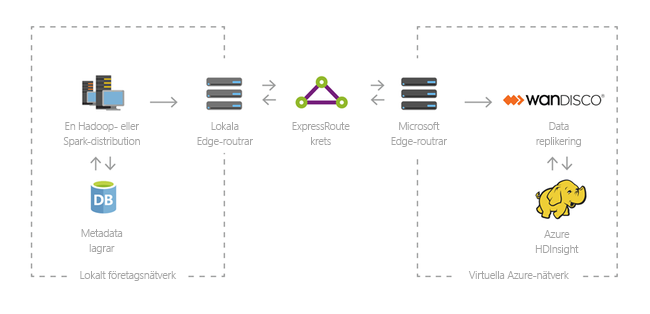 En Hadoop- eller
Spark-distribution
Lokala
Edge-routrar
ExpressRoute
krets
Microsoft
Edge-routrar
WANDISCO®
Data
replikering
DB
Metadata
lagrar
Azure
HDInsight
Lokalt företagsnätverk
Virtuella Azure-nätverk